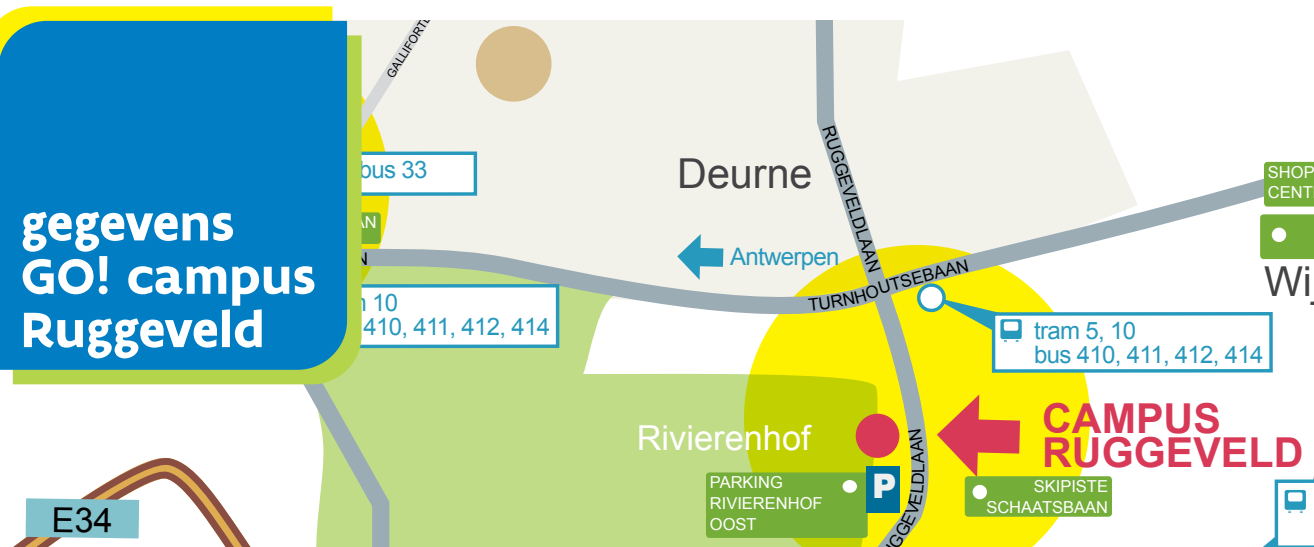 gegevens
GO! campus
Ruggeveld
bus 33
10
410, 411, 412, 414
Deurne
Antwerpen
RUGGEVELDLAAN
TURNHOUTSEBAAN
tram 5, 10
bus 410, 411, 412, 414
CAMPUS
RUGGEVELD
Rivierenhof
PARKING
RIVIERENHOF
OOST
P
SKIPISTE
SCHAATSBAAN
E34